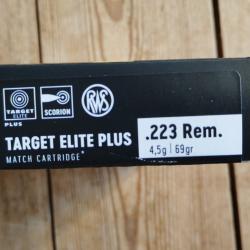 TARGET
ELITE
PLUS
SCORION
RWS
TARGET ELITE PLUS
MATCH CARTRIDGE*
.223 Rem.
4,5g | 69gr